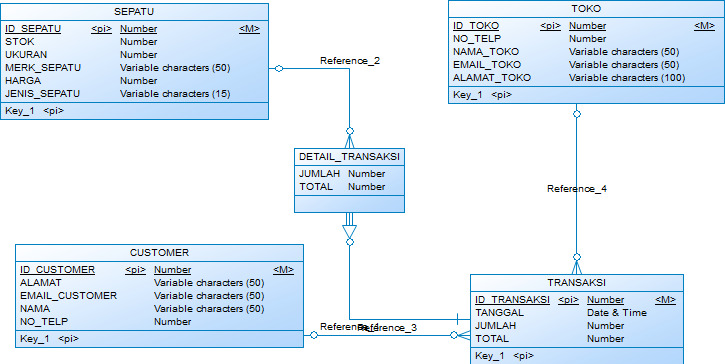 SEPATU
ID_SEPATU <pi> Number <M>
STOK Number
UKURAN Number
MERK_SEPATU Variable characters (50)
HARGA Number
JENIS_SEPATU Variable characters (15)
Key_1 <pi>
TOKO
ID_TOKO <pi> Number <M>
NO_TELP Number
NAMA_TOKO Variable characters (50)
EMAIL_TOKO Variable characters (50)
ALAMAT_TOKO Variable characters (100)
Key_1 <pi>
Reference_2
DETAIL_TRANSAKSI
JUMLAH Number
TOTAL Number
Reference_4
CUSTOMER
ID_CUSTOMER <pi> Number <M>
ALAMAT Variable characters (50)
EMAIL_CUSTOMER Variable characters (50)
NAMA Variable characters (50)
NO_TELP Number
Key_1 <pi>
Reference_3
TRANSAKSI
ID_TRANSAKSI <pi> Number <M>
TANGGAL Date & Time
JUMLAH Number
TOTAL Number
Key_1 <pi>